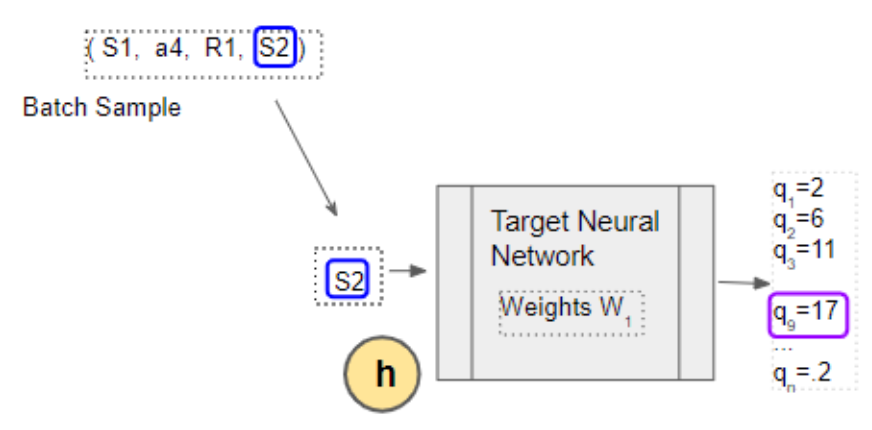 ( S1, a4, R1, S2 )
Batch Sample
S2
h
Target Neural
Network
Weights W₁
q₁=2
q₂=6
q₃=11
q₉=17
...
qₙ=.2